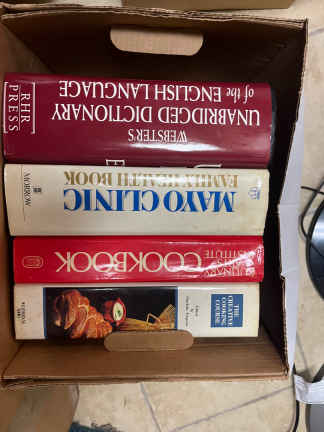 WEBSTER'S
UNABRIDGED DICTIONARY
of the ENGLISH LANGUAGE
RHR
PRESS
MAYO CLINIC
FAMILY HEALTH BOOK
MORROW
COOKBOOK
THE
CREATIVE
COOKING
COURSE